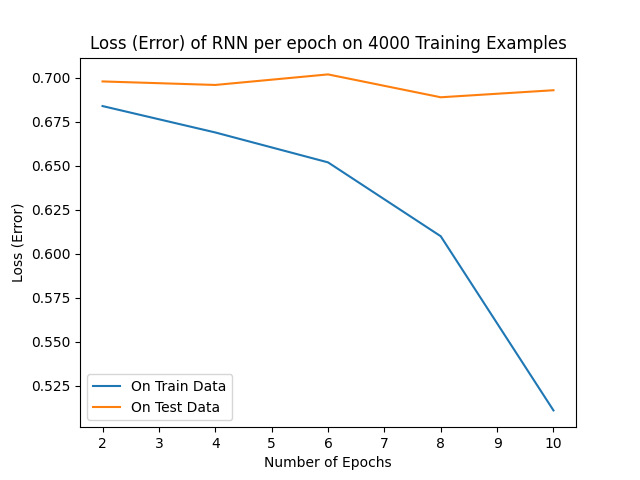 Loss (Error) of RNN per epoch on 4000 Training Examples
0.700
0.675
0.650
0.625
0.600
0.575
0.550
0.525
Loss (Error)
On Train Data
On Test Data
2 3 4 5 6 7 8 9 10
Number of Epochs